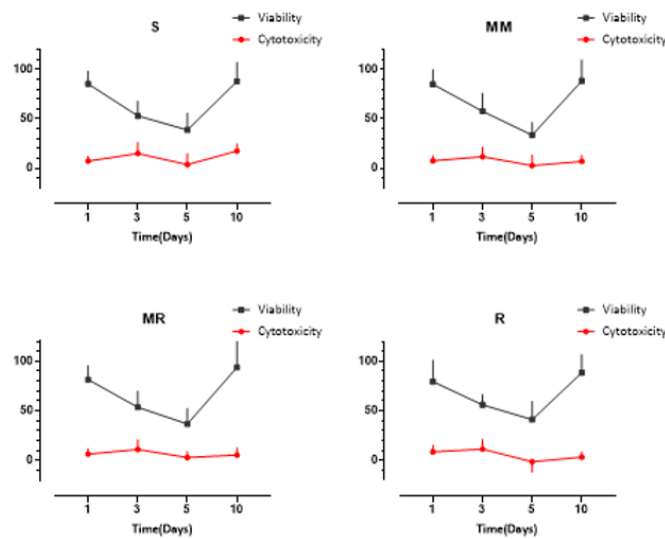 S
Viability
Cytotoxicity
100
50
0
1 3 5 10
Time(Days)
MM
Viability
Cytotoxicity
100
50
0
1 3 5 10
Time(Days)
MR
Viability
Cytotoxicity
100
50
0
1 3 5 10
Time(Days)
R
Viability
Cytotoxicity
100
50
0
1 3 5 10
Time(Days)